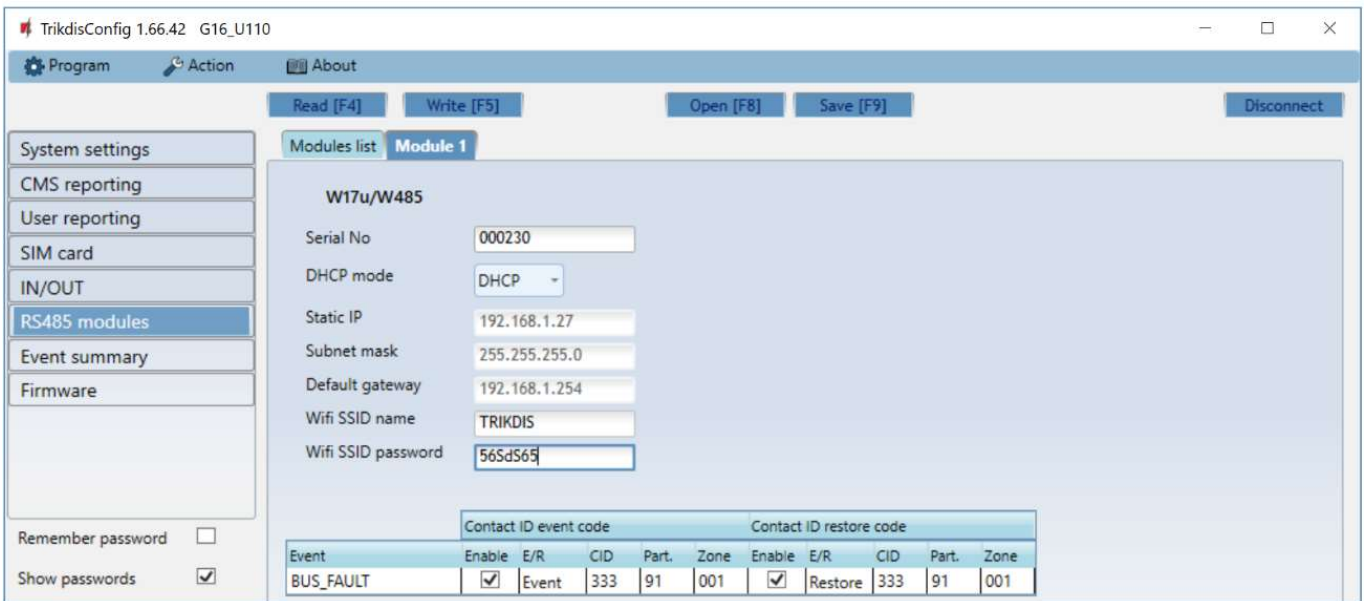 TrikdisConfig 1.66.42 G16_U110
Program Action About
Read [F4] Write [F5] Open [F8] Save [F9] Disconnect
System settings
CMS reporting
User reporting
SIM card
IN/OUT
RS485 modules
Event summary
Firmware
Remember password
Show passwords
Modules list Module 1
W17u/W485
Serial No 000230
DHCP mode DHCP
Static IP 192.168.1.27
Subnet mask 255.255.255.0
Default gateway 192.168.1.254
Wifi SSID name TRIKDIS
Wifi SSID password 56SdS65
Contact ID event code Contact ID restore code
Event Enable E/R CID Part. Zone Enable E/R CID Part. Zone
BUS_FAULT Event 333 91 001 Restore 333 91 001